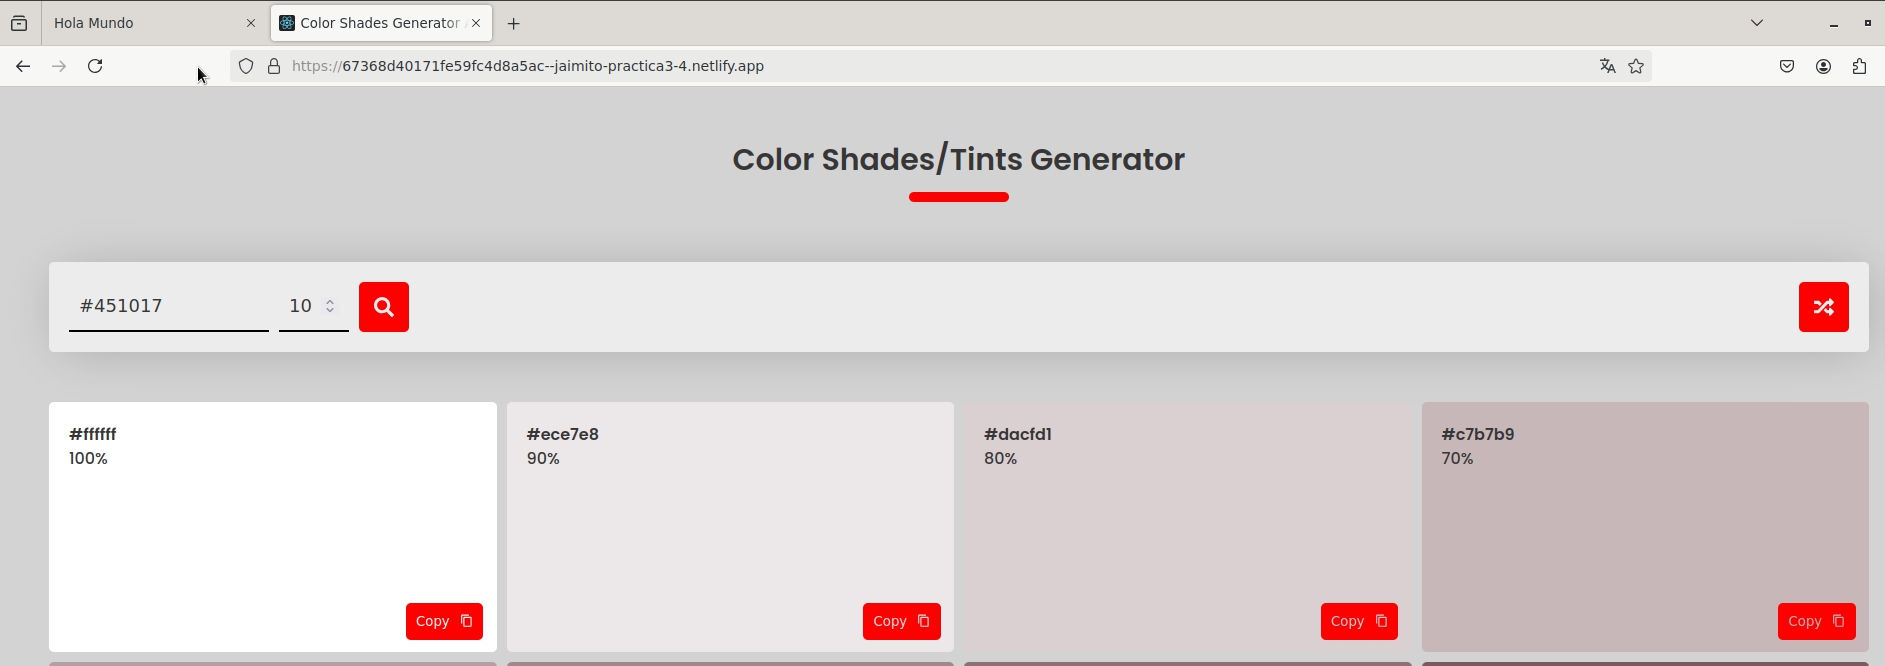 Hola Mundo
Color Shades Generator
https://67368d40171fe59fc4d8a5ac--jaimito-practica3-4.netlify.app
Color Shades/Tints Generator
#451017 10
#ffffff
100%
Copy
#ece7e8
90%
Copy
#dacfd1
80%
Copy
#c7b7b9
70%
Copy